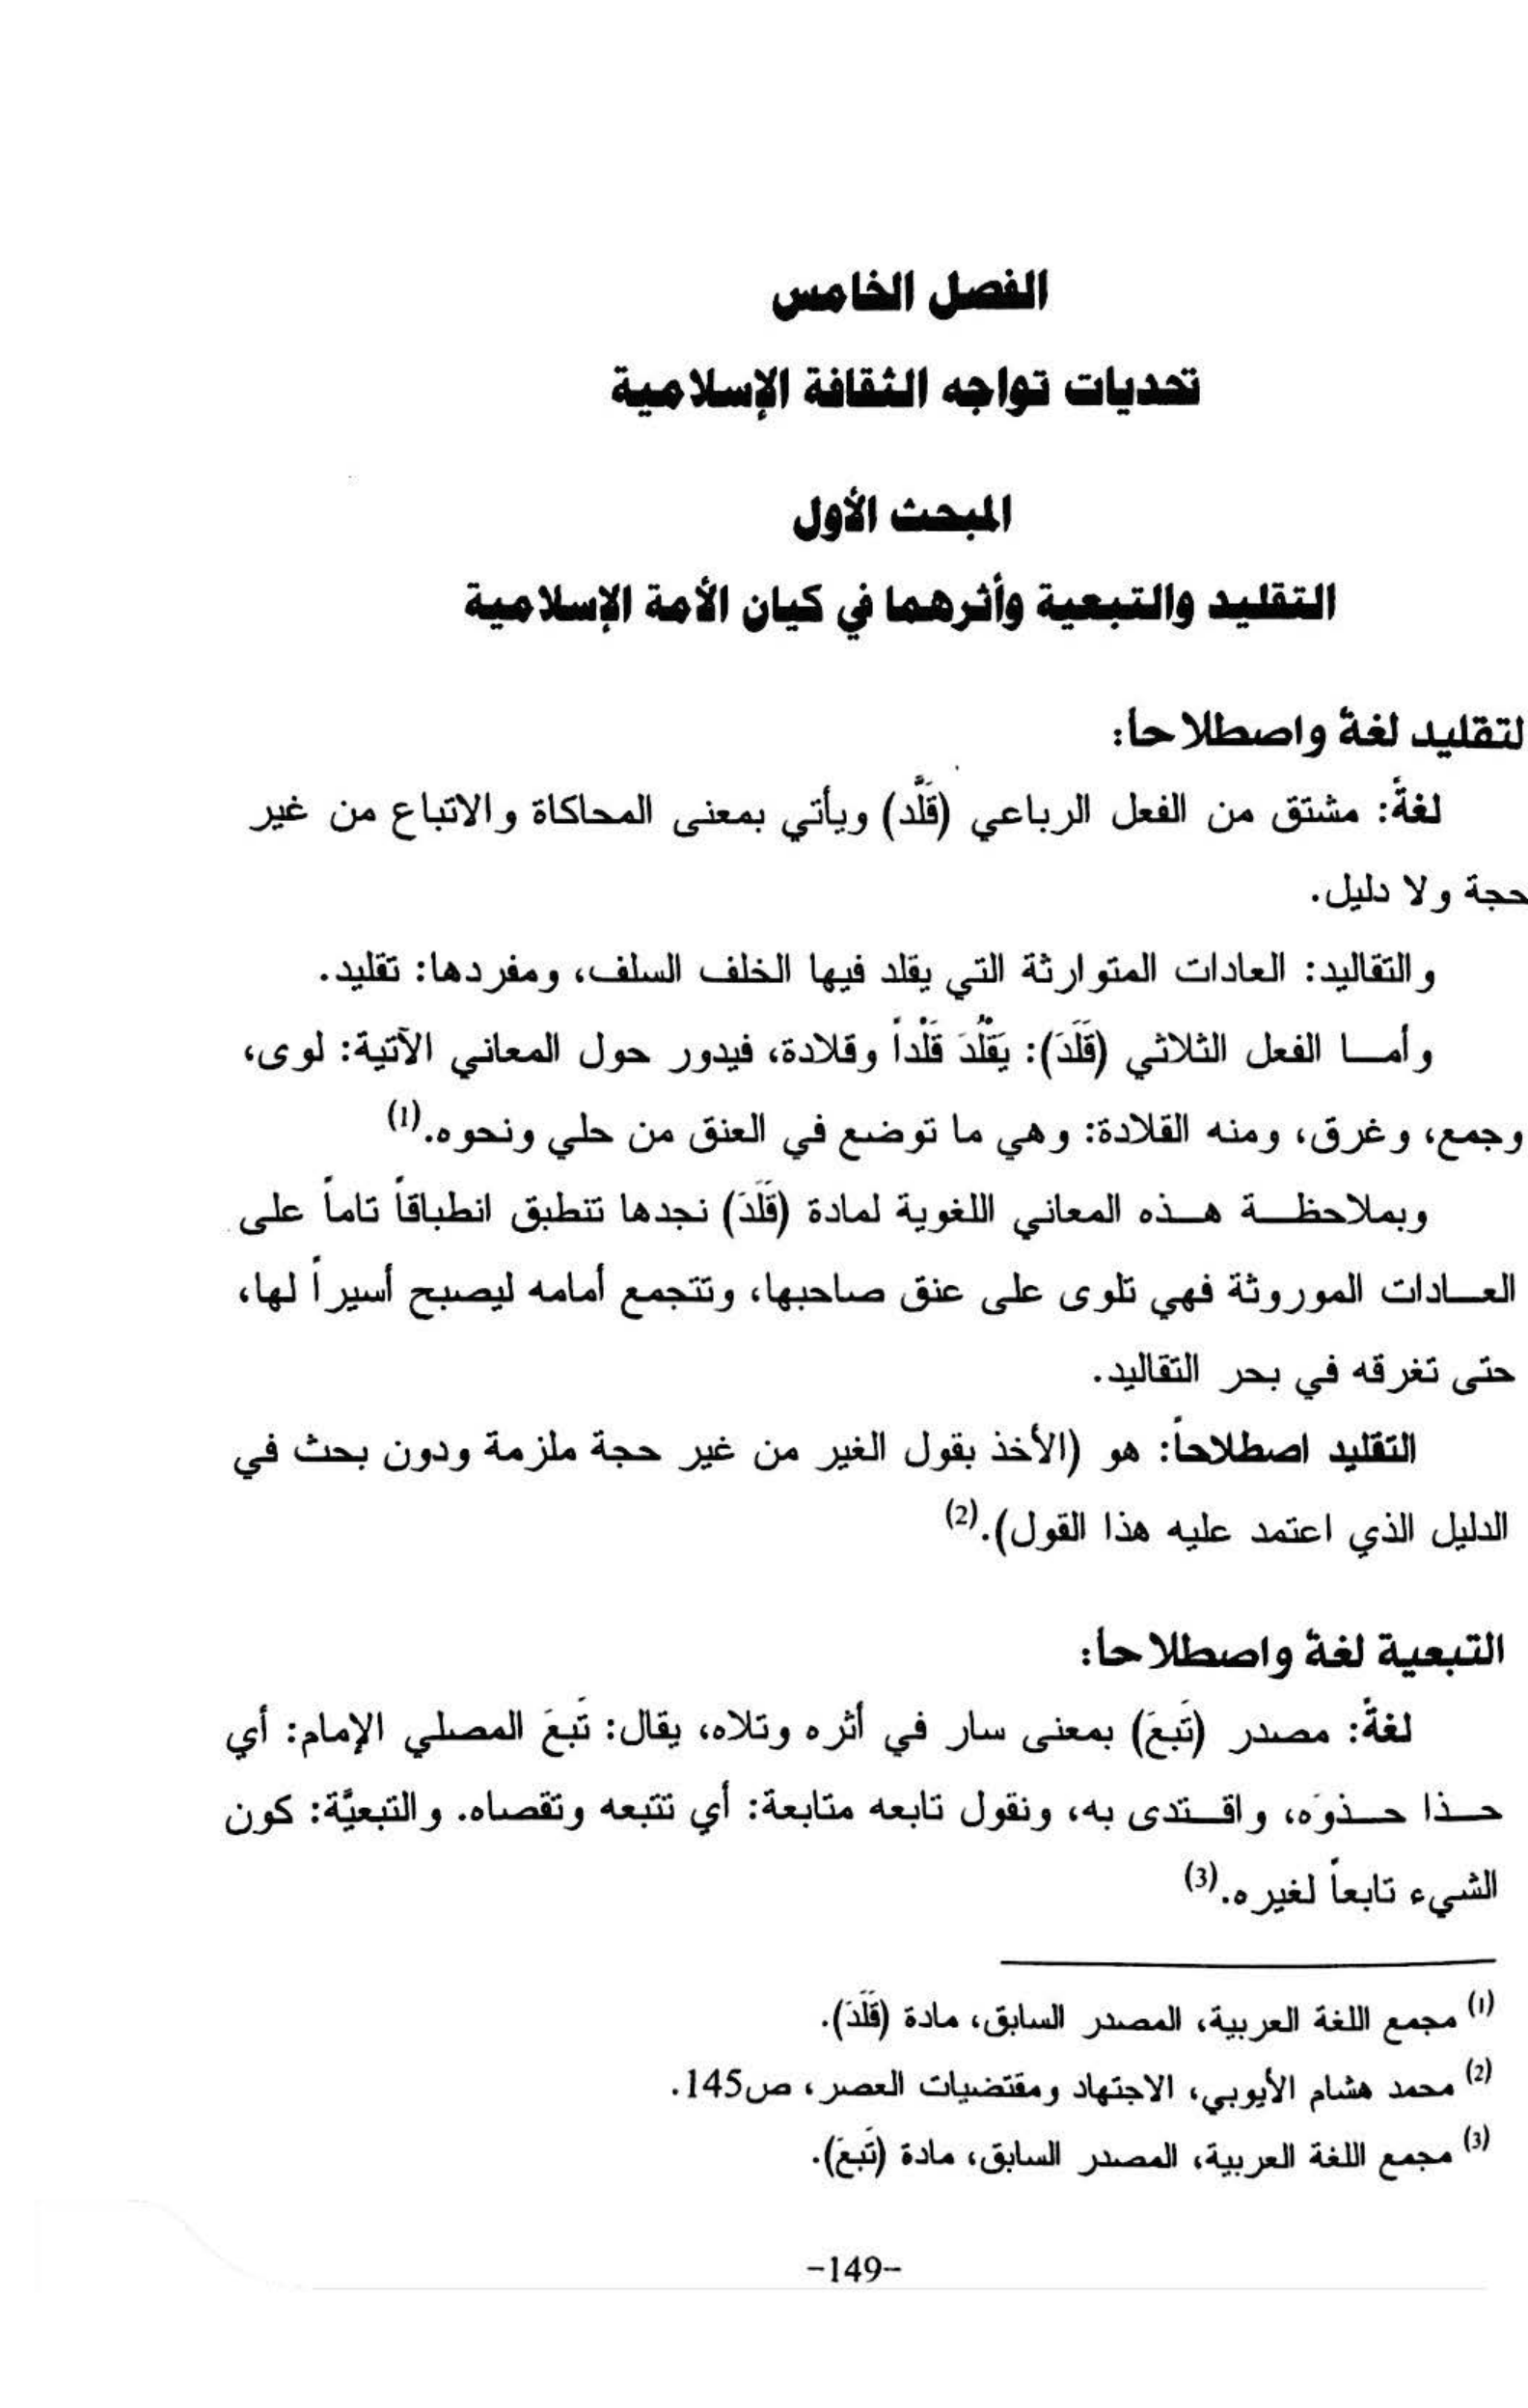 الفصل الخامس
تحديات تواجه الثقافة الإسلامية
المبحث الأول
التقليد والتبعية وأثرهما في كيان الأمة الإسلامية
لتقليد لغة واصطلاحا:
لغةً: مشتق من الفعل الرباعي (قَلَّد) ويأتي بمعنى المحاكاة والاتباع من غير
حجة ولا دليل.
والتقاليد: العادات المتوارثة التي يقلد فيها الخلف السلف، ومفردها: تقليد.
وأمـا الفعل الثلاثي (قَلَدَ): يَقْلُدَ قَلْداً وقلادة، فيدور حول المعاني الآتية: لوى،
وجمع، وغرق، ومنه القلادة: وهي ما توضع في العنق من حلي ونحوه.(1)
وبملاحظـة هـذه المعاني اللغوية لمادة (قَلَدَ) نجدها تنطبق انطباقاً تاماً على
العـادات الموروثة فهي تلوى على عنق صاحبها، وتتجمع أمامه ليصبح أسيراً لها،
حتى تغرقه في بحر التقاليد.
التقليد اصطلاحاً: هو (الأخذ بقول الغير من غير حجة ملزمة ودون بحث في
الدليل الذي اعتمد عليه هذا القول).(2)
التبعية لغة واصطلاحا:
لغةً: مصدر (تَبعَ) بمعنى سار في أثره وتلاه، يقال: تَبعَ المصلي الإمام: أي
حـذا حـذوَه، واقـتدى به، ونقول تابعه متابعة: أي تتبعه وتقصاه. والتبعيَّة: كون
الشيء تابعاً لغيره.(3)
(1) مجمع اللغة العربية، المصدر السابق، مادة (قَلَدَ).
(2) محمد هشام الأيوبي، الاجتهاد ومقتضيات العصر، ص145.
(3) مجمع اللغة العربية، المصدر السابق، مادة (تَبعَ).
-149-